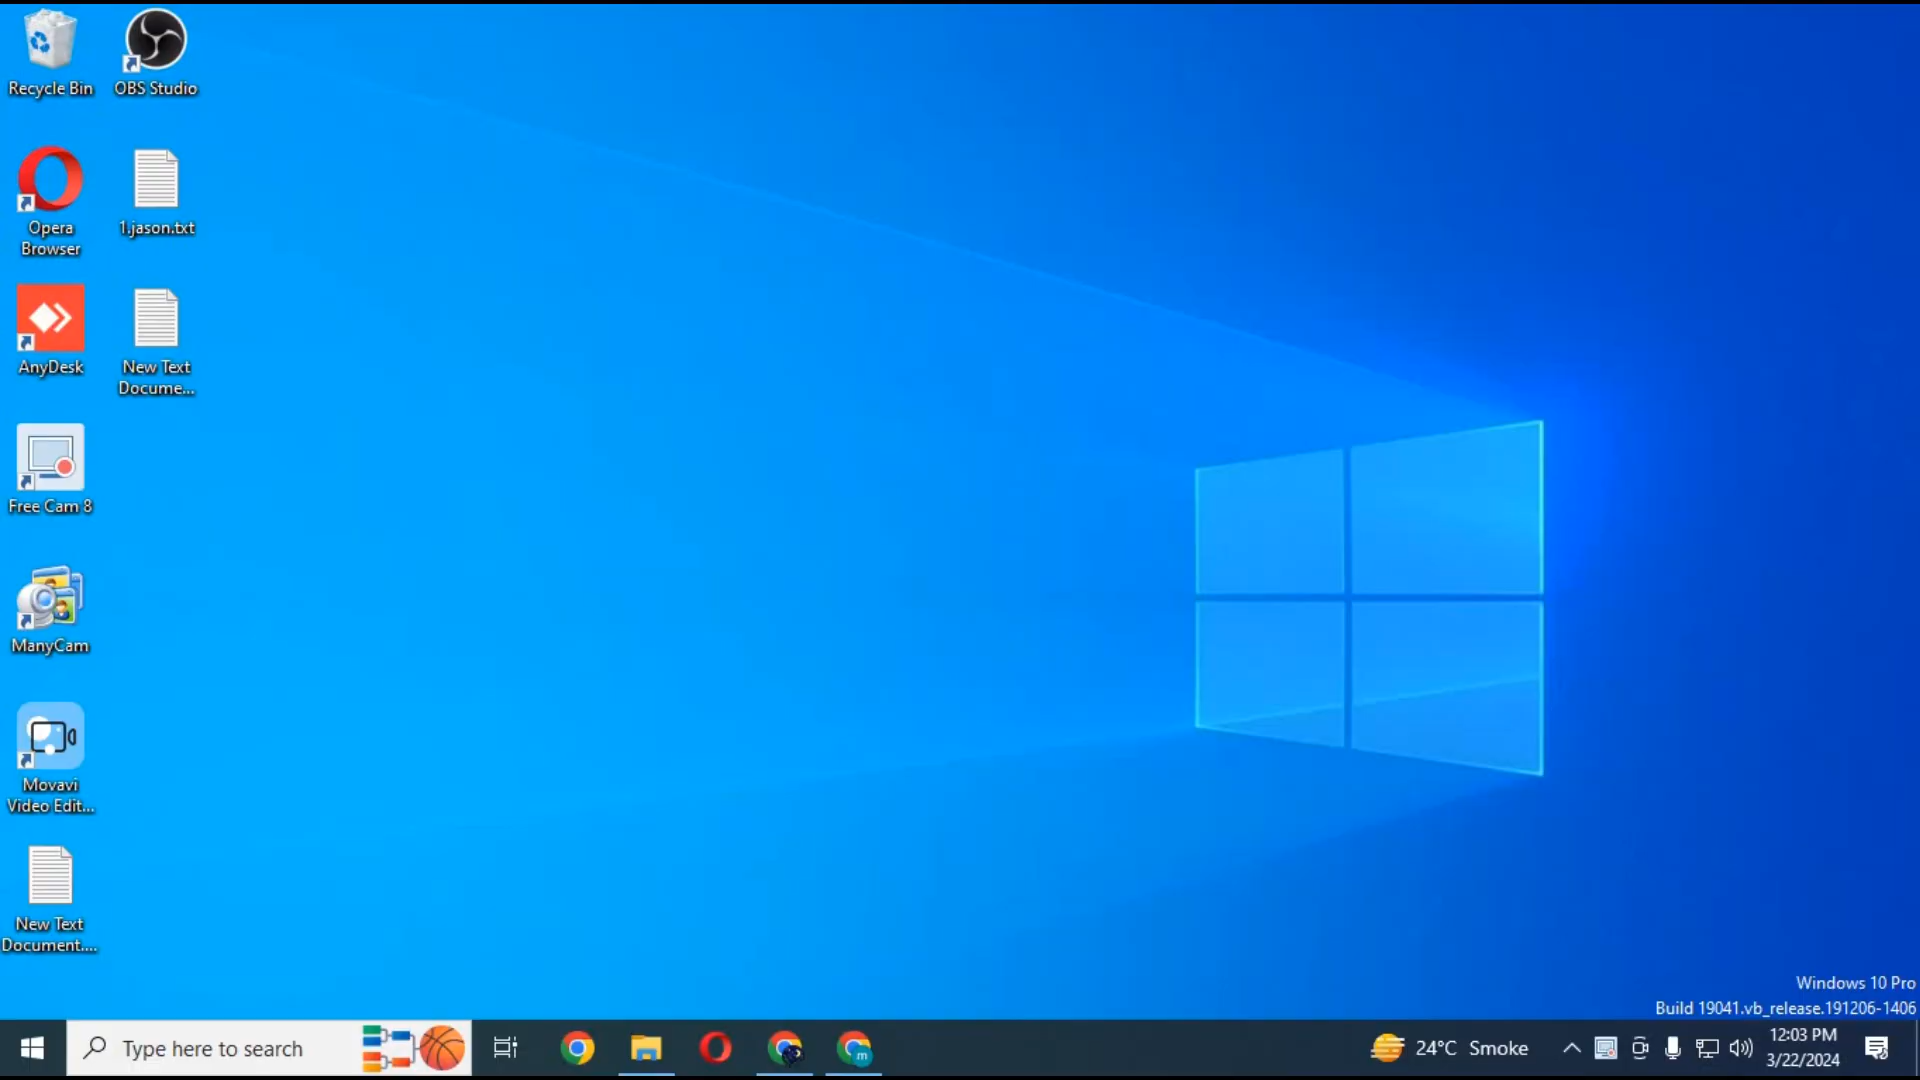 Recycle Bin
OBS Studio
Opera
Browser
1.jason.txt
AnyDesk
New Text
Docume...
Free Cam 8
ManyCam
Movavi
Video Edit...
New Text
Document....
Windows 10 Pro
Build 19041.vb_release.191206-1406
Type here to search
m
24°C Smoke
12:03 PM
3/22/2024